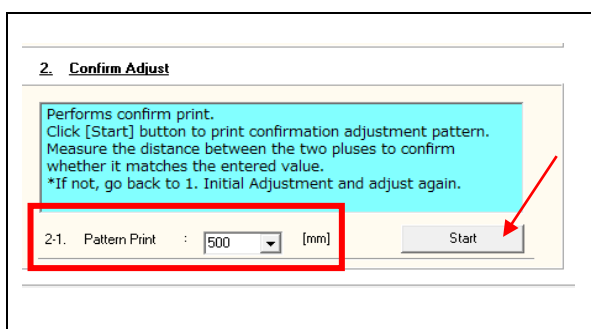 2. Confirm Adjust
Performs confirm print.
Click [Start] button to print confirmation adjustment pattern.
Measure the distance between the two pluses to confirm
whether it matches the entered value.
*If not, go back to 1. Initial Adjustment and adjust again.
2-1. Pattern Print : 500 [mm] Start